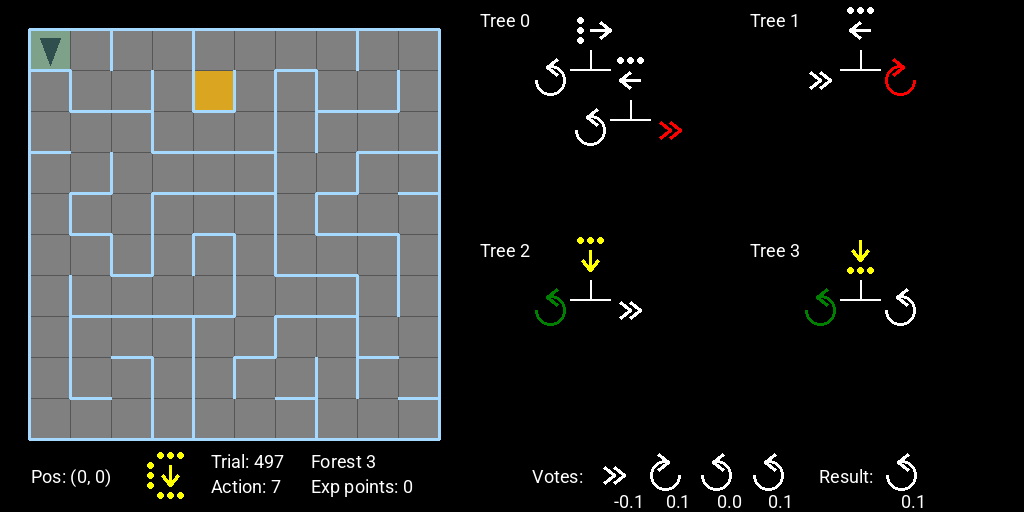 Tree 0
Tree 1
Tree 2
Tree 3
Pos: (0, 0)
Trial: 497
Forest 3
Action: 7
Exp points: 0
Votes:
-0.1
0.1
0.0
0.1
Result:
0.1